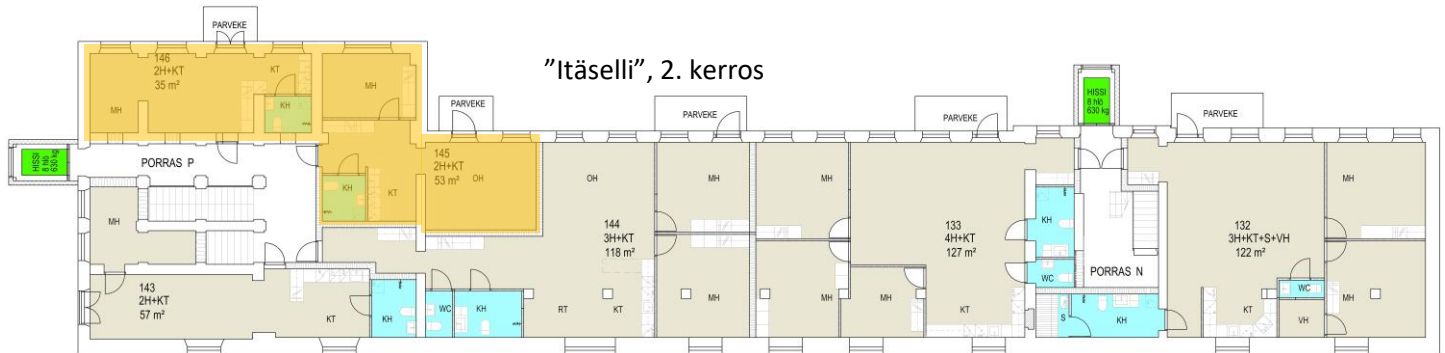 PARVEKE
146
2H+KT
35 m²
KT
MH
MH
KH
"Itäselli", 2. kerros
HISSI
8 hlö
630 kg
PARVEKE
PARVEKE
PARVEKE
PARVEKE
HISSI
8 hlö
630 kg
PORRAS P
145
2H+KT
53 m²
OH
KH
KT
OH
MH
MH
MH
MH
144
3H+KT
118 m²
133
4H+KT
127 m²
KH
132
3H+KT+S+VH
122 m²
WC
PORRAS N
143
2H+KT
57 m²
KT
KH
WC
KH
RT
KT
MH
MH
MH
KT
S
KH
KT
WC
VH
MH